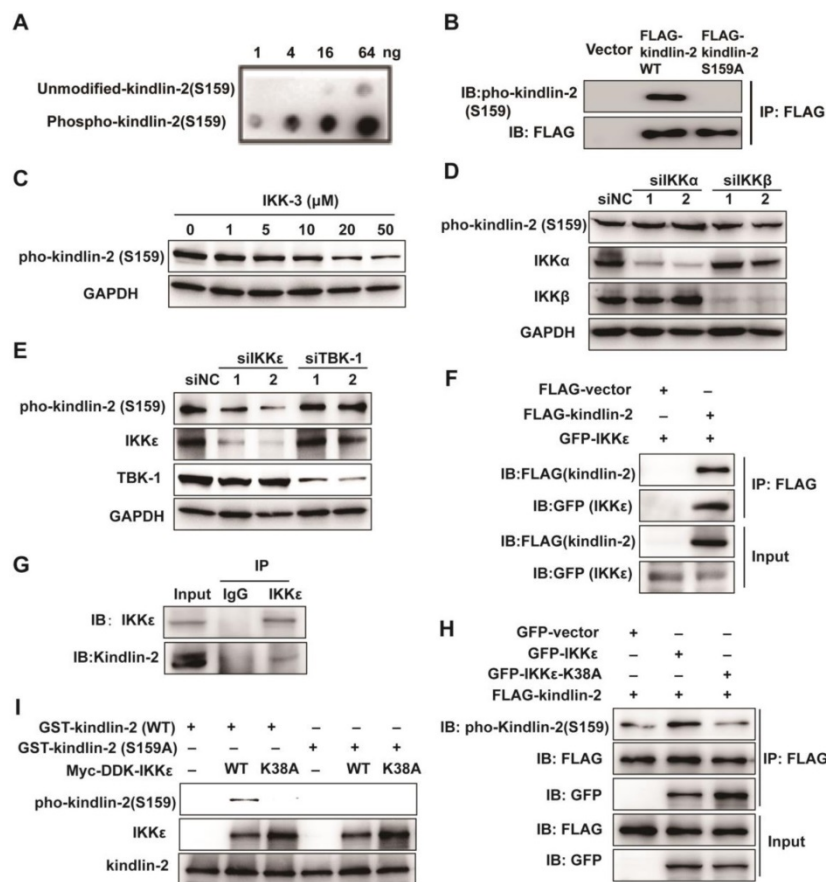 A
1 4 16 64 ng
Unmodified-kindlin-2(S159)
Phospho-kindlin-2(S159)
B
Vector FLAG-kindlin-2 WT FLAG-kindlin-2 S159A
IB:pho-kindlin-2 (S159)
IB: FLAG
IP: FLAG
C
IKK-3 (μM)
0 1 5 10 20 50
pho-kindlin-2 (S159)
GAPDH
D
siIKKα siIKKβ
siNC 1 2 1 2
pho-kindlin-2 (S159)
IKKα
IKKβ
GAPDH
E
siIKKε siTBK-1
siNC 1 2 1 2
pho-kindlin-2 (S159)
IKKε
TBK-1
GAPDH
F
FLAG-vector + –
FLAG-kindlin-2 – +
GFP-IKKε + +
IB:FLAG(kindlin-2)
IB:GFP (IKKε)
IP: FLAG
IB:FLAG(kindlin-2)
IB:GFP (IKKε)
Input
G
IP
Input IgG IKKε
IB: IKKε
IB:Kindlin-2
H
GFP-vector + – –
GFP-IKKε – + –
GFP-IKKε-K38A – – +
FLAG-kindlin-2 + + +
IB: pho-Kindlin-2(S159)
IB: FLAG
IB: GFP
IP: FLAG
IB: FLAG
IB: GFP
Input
I
GST-kindlin-2 (WT) + + + – – –
GST-kindlin-2 (S159A) – – – + + +
Myc-DDK-IKKε – WT K38A – WT K38A
pho-kindlin-2(S159)
IKKε
kindlin-2